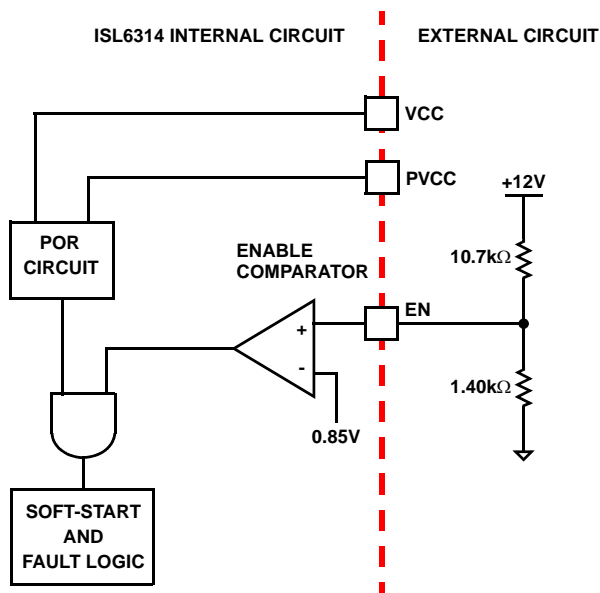 ISL6314 INTERNAL CIRCUIT
EXTERNAL CIRCUIT
VCC
PVCC
+12V
POR
CIRCUIT
ENABLE
COMPARATOR
10.7kΩ
EN
+
-
1.40kΩ
0.85V
SOFT-START
AND
FAULT LOGIC